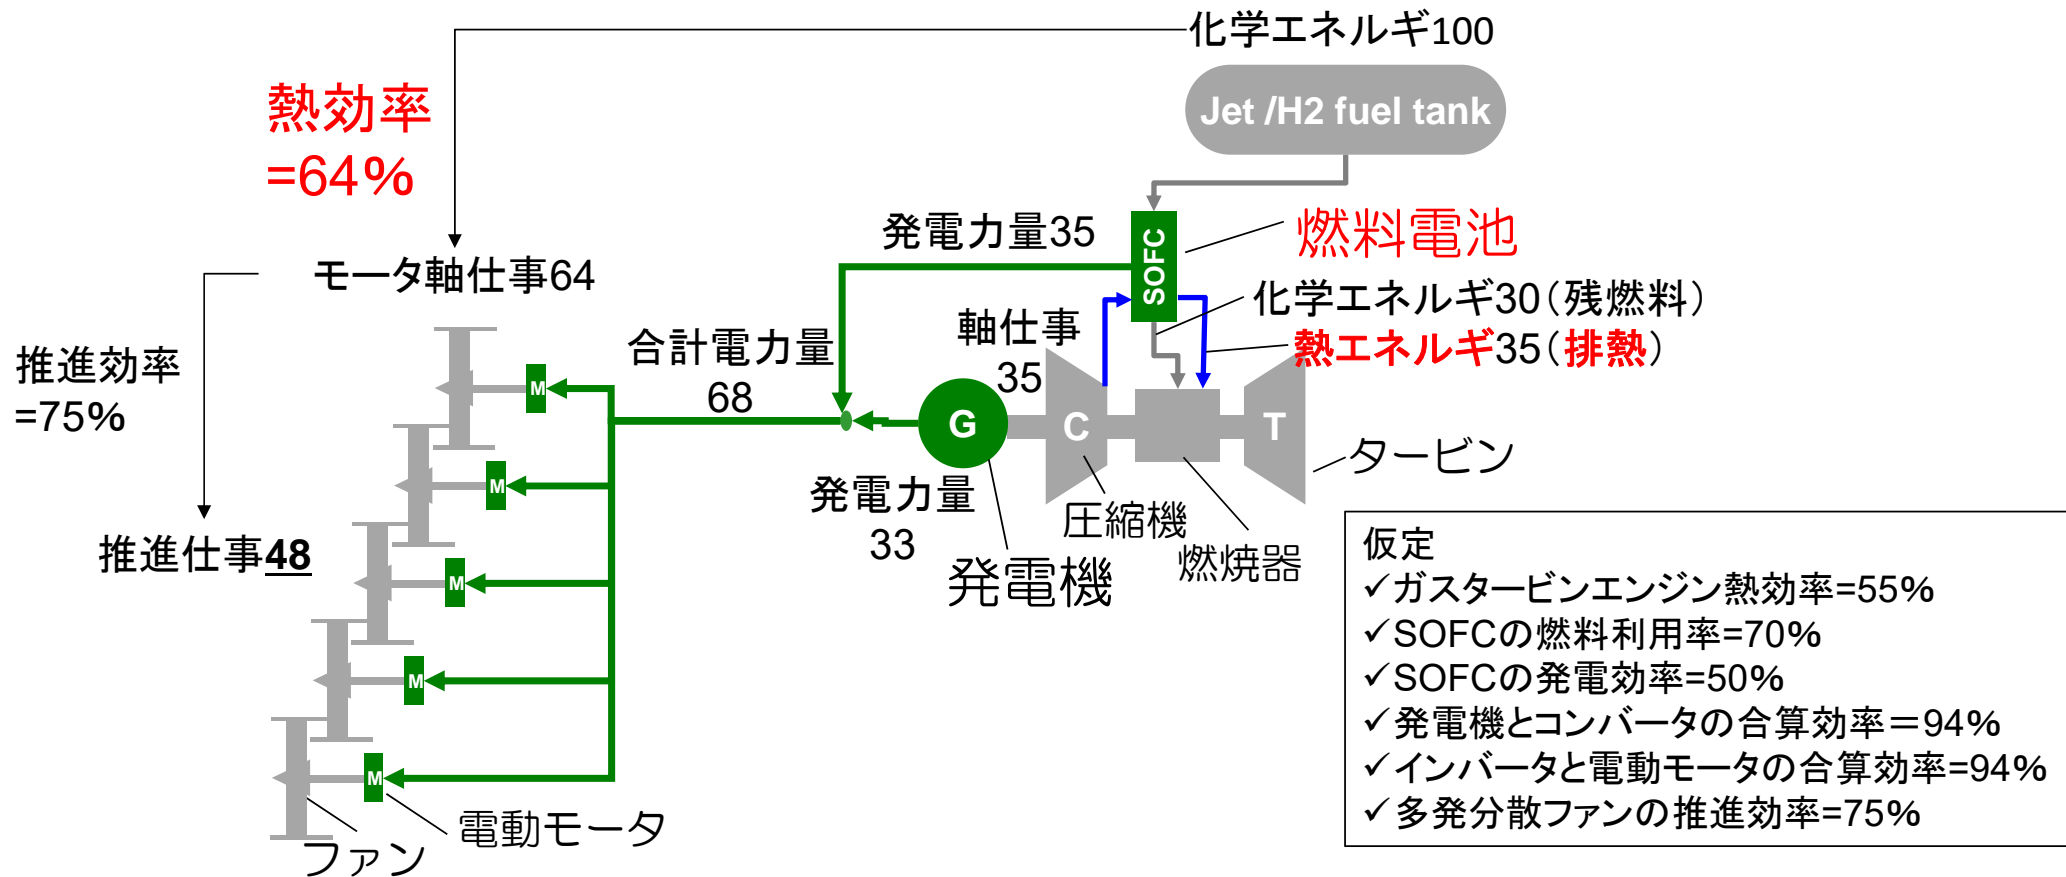 化学エネルギ100
熱効率
=64%
Jet /H2 fuel tank
発電力量35
SOFC
燃料電池
モータ軸仕事64
化学エネルギ30(残燃料)
熱エネルギ35(排熱)
軸仕事
35
合計電力量
68
推進効率
=75%
M
M
M
M
M
G
C
T
タービン
発電力量
33
圧縮機
燃焼器
発電機
推進仕事48
電動モータ
ファン
仮定
✓ガスタービンエンジン熱効率=55%
✓SOFCの燃料利用率=70%
✓SOFCの発電効率=50%
✓発電機とコンバータの合算効率＝94%
✓インバータと電動モータの合算効率=94%
✓多発分散ファンの推進効率=75%